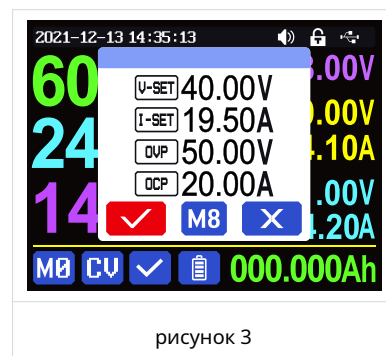 2021-12-13 14:35:13
60 .00V
V-SET 40.00V
I-SET 19.50A
.00V
24 OVP 50.00V .10A
OCP 20.00A
14 .00V
M8 X .20A
M0 CV 000.000Ah
рисунок 3